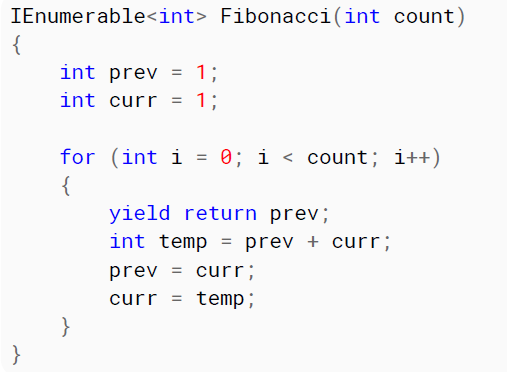 IEnumerable<int> Fibonacci(int count)
{
    int prev = 1;
    int curr = 1;

    for (int i = 0; i < count; i++)
    {
        yield return prev;
        int temp = prev + curr;
        prev = curr;
        curr = temp;
    }
}